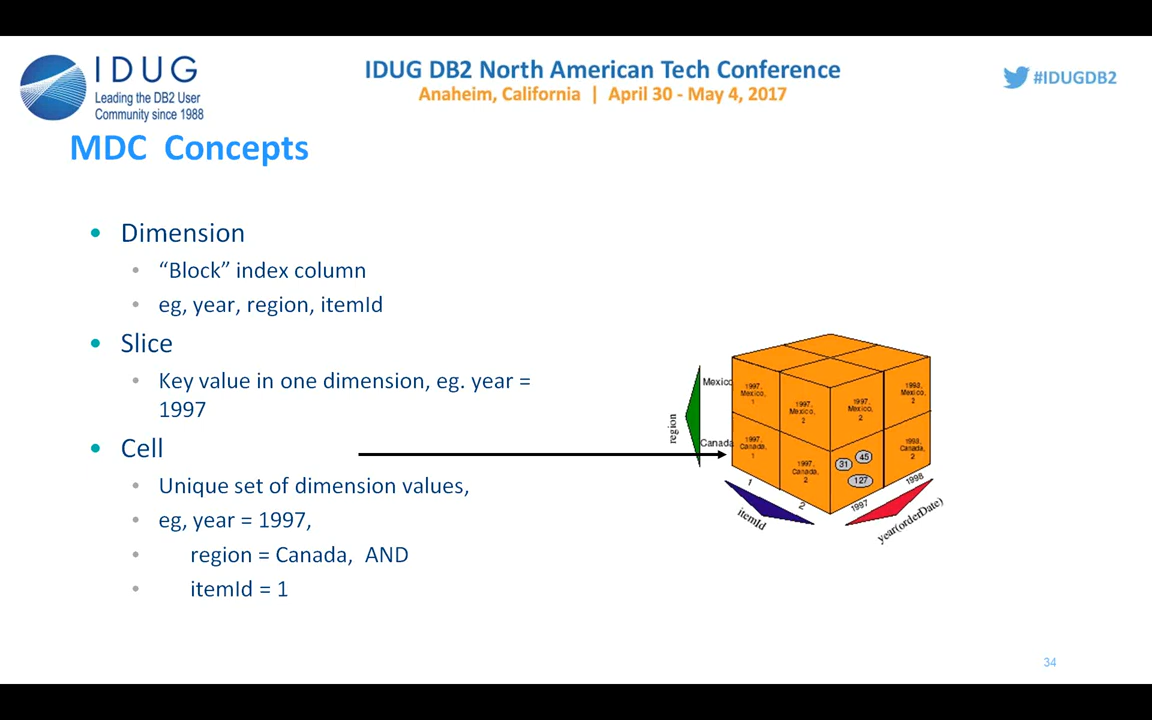 IDUG
Leading the DB2 User
Community since 1988
IDUG DB2 North American Tech Conference
Anaheim, California | April 30 - May 4, 2017
#IDUGDB2
MDC Concepts
• Dimension
• “Block” index column
• eg, year, region, itemId
• Slice
• Key value in one dimension, eg. year =
1997
• Cell
• Unique set of dimension values,
• eg, year = 1997,
• region = Canada, AND
• itemId = 1
region
Mexico
Canada
1997,
Mexico,
1
1997,
Mexico,
2
1997,
Mexico,
2
1998,
Mexico,
2
1997,
Canada,
1
1997,
Canada,
2
31
45
127
1998,
Canada,
2
1
2
itemId
1997
1998
year(orderDate)
34